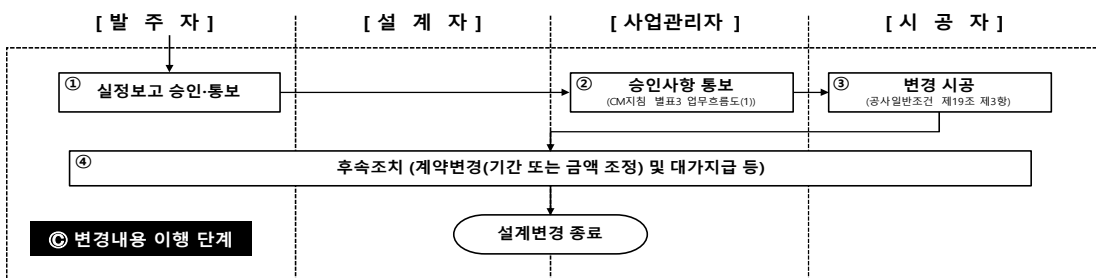 [ 발 주 자 ]
[ 설 계 자 ]
[ 사업관리자 ]
[ 시 공 자 ]
① 실정보고 승인·통보
② 승인사항 통보
(CM지침 별표3 업무흐름도(1))
③ 변경 시공
(공사일반조건 제19조 제3항)
④ 후속조치 (계약변경(기간 또는 금액 조정) 및 대가지급 등)
Ⓒ 변경내용 이행 단계
설계변경 종료